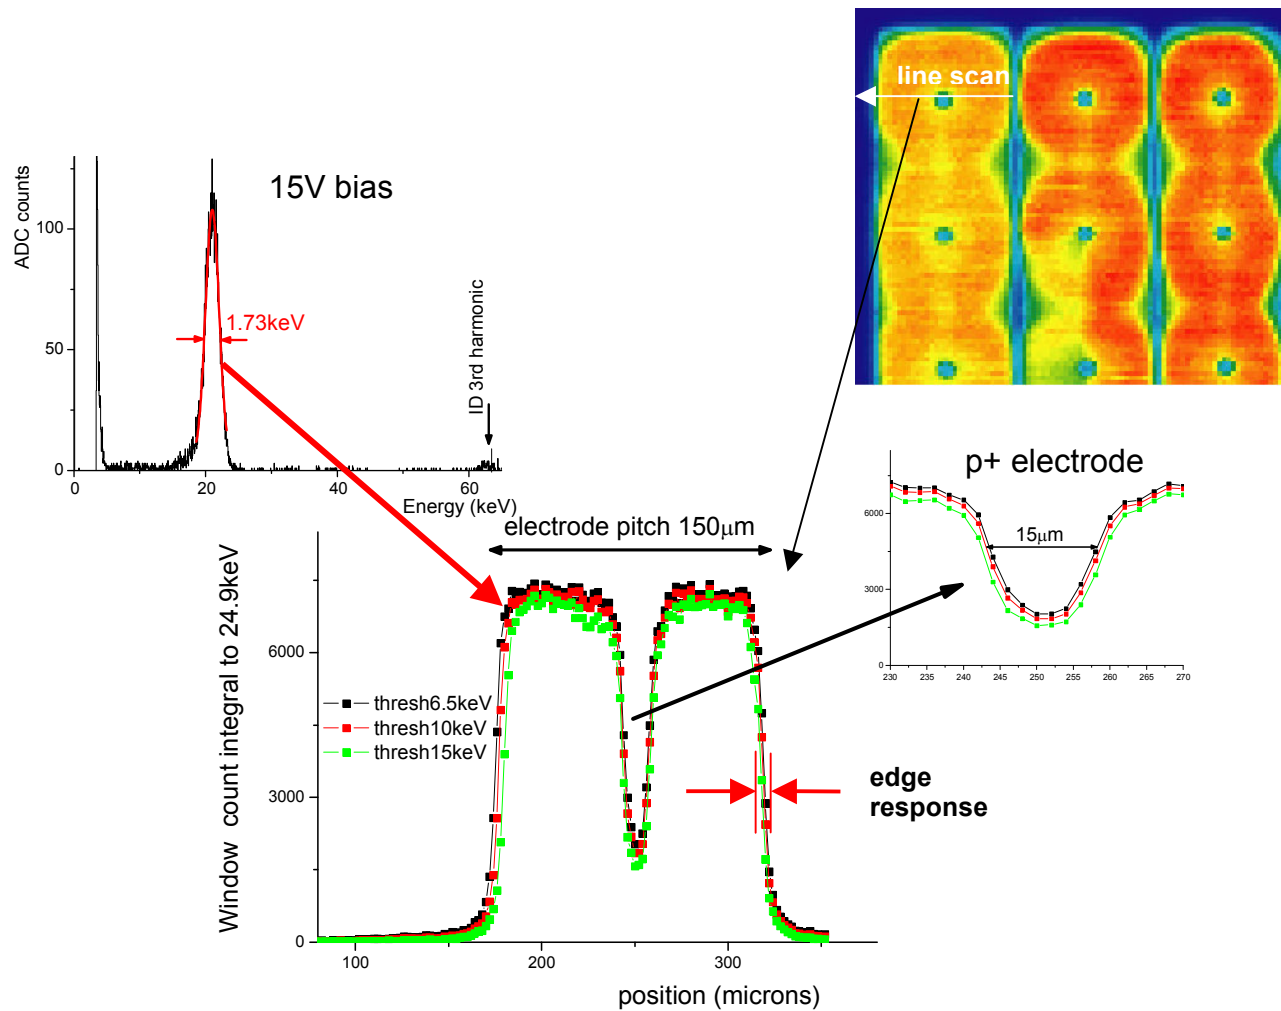 line scan
15V bias
ADC counts
100
50
0
1.73keV
ID 3rd harmonic
0
20
40
60
Energy (keV)
electrode pitch 150μm
Window count integral to 24.9keV
6000
3000
0
thresh6.5keV
thresh10keV
thresh15keV
edge
response
100
200
300
position (microns)
p+ electrode
6000
3000
0
15μm
230
235
240
245
250
255
260
265
270